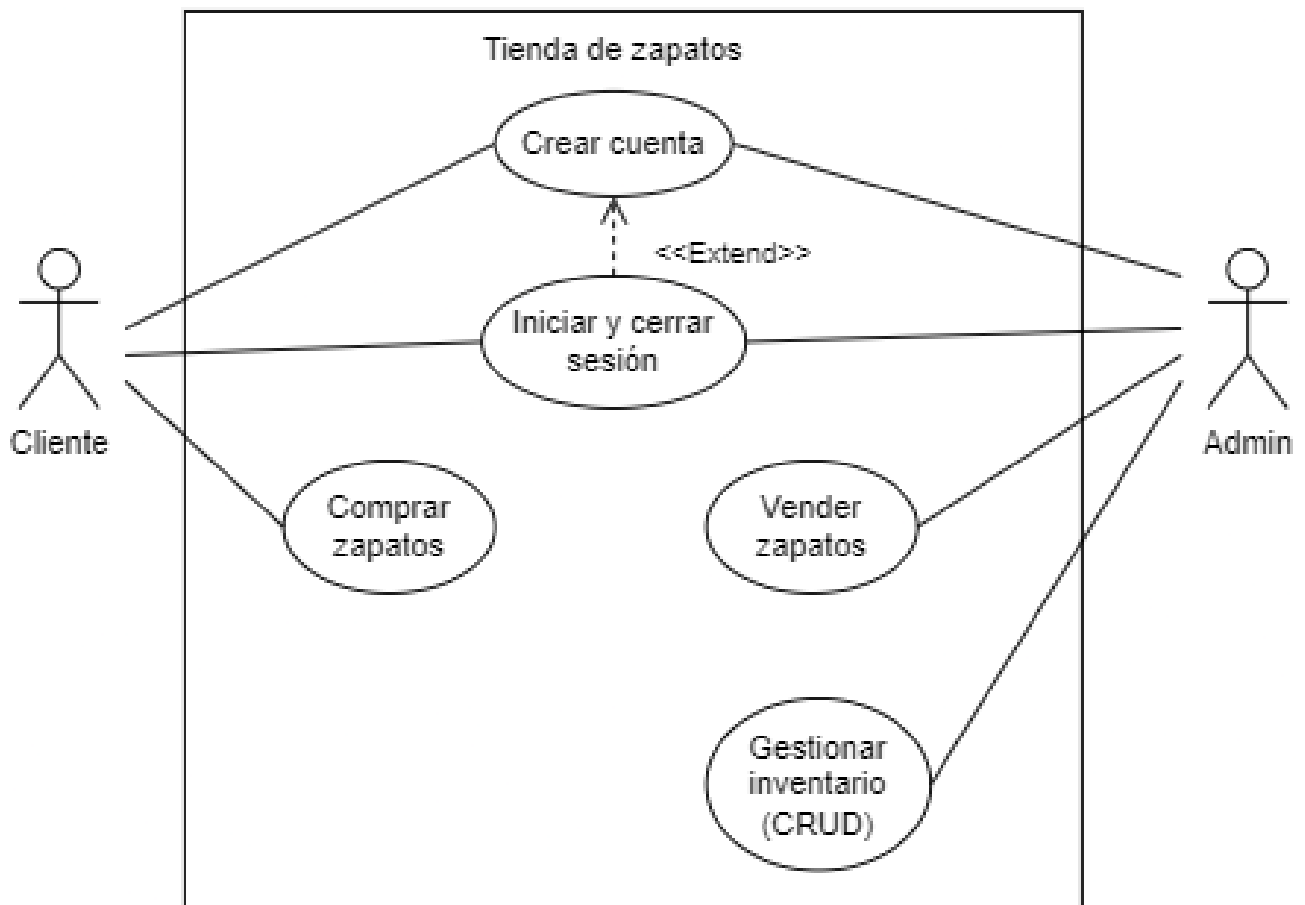 Tienda de zapatos
Crear cuenta
<<Extend>>
Iniciar y cerrar
sesión
Cliente
Admin
Comprar
zapatos
Vender
zapatos
Gestionar
inventario
(CRUD)